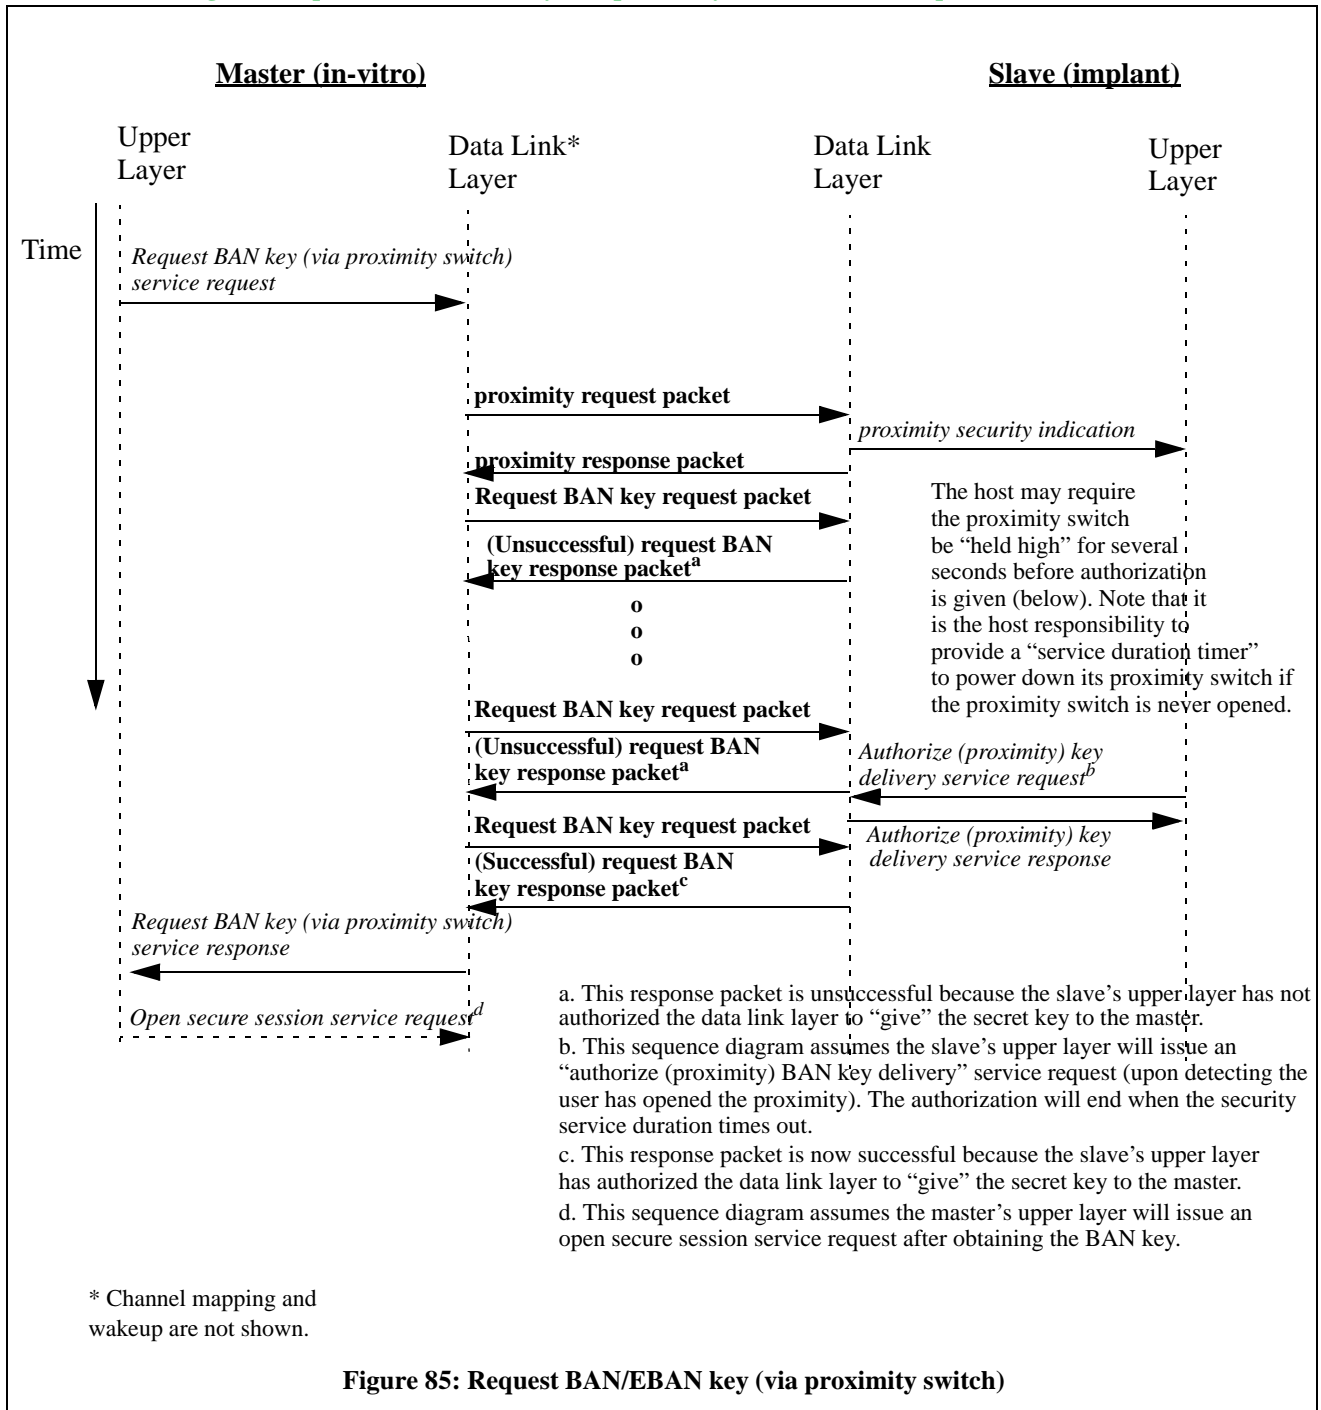 Master (in-vitro)
Slave (implant)
Upper
Layer
Data Link*
Layer
Data Link
Layer
Upper
Layer
Time
Request BAN key (via proximity switch)
service request
proximity request packet
proximity security indication
proximity response packet
Request BAN key request packet
(Unsuccessful) request BAN
key response packetᵃ
o
o
o
The host may require
the proximity switch
be “held high” for several
seconds before authorization
is given (below). Note that it
is the host responsibility to
provide a “service duration timer”
to power down its proximity switch if
the proximity switch is never opened.
Request BAN key request packet
(Unsuccessful) request BAN
key response packetᵃ
Authorize (proximity) key
delivery service requestᵇ
Request BAN key request packet
Authorize (proximity) key
delivery service response
(Successful) request BAN
key response packetᶜ
Request BAN key (via proximity switch)
service response
Open secure session service requestᵈ
a. This response packet is unsuccessful because the slave’s upper layer has not
authorized the data link layer to “give” the secret key to the master.
b. This sequence diagram assumes the slave’s upper layer will issue an
“authorize (proximity) BAN key delivery” service request (upon detecting the
user has opened the proximity). The authorization will end when the security
service duration times out.
c. This response packet is now successful because the slave’s upper layer
has authorized the data link layer to “give” the secret key to the master.
d. This sequence diagram assumes the master’s upper layer will issue an
open secure session service request after obtaining the BAN key.
* Channel mapping and
wakeup are not shown.
Figure 85: Request BAN/EBAN key (via proximity switch)